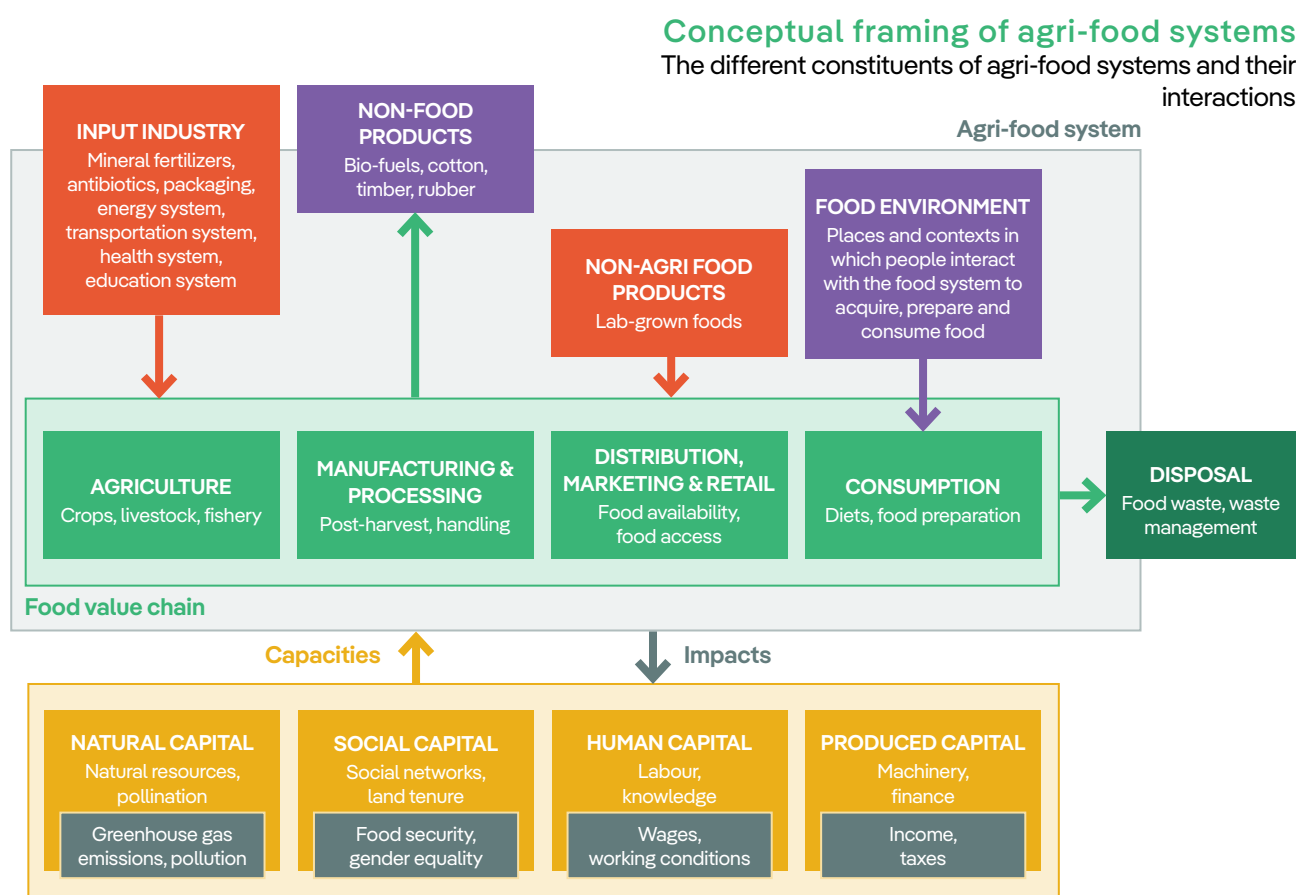 Conceptual framing of agri-food systems
The different constituents of agri-food systems and their
interactions
Agri-food system
INPUT INDUSTRY
Mineral fertilizers,
antibiotics, packaging,
energy system,
transportation system,
health system,
education system
NON-FOOD
PRODUCTS
Bio-fuels, cotton,
timber, rubber
NON-AGRI FOOD
PRODUCTS
Lab-grown foods
FOOD ENVIRONMENT
Places and contexts in
which people interact
with the food system to
acquire, prepare and
consume food
AGRICULTURE
Crops, livestock, fishery
MANUFACTURING &
PROCESSING
Post-harvest, handling
DISTRIBUTION,
MARKETING & RETAIL
Food availability,
food access
CONSUMPTION
Diets, food preparation
DISPOSAL
Food waste, waste
management
Food value chain
Capacities
Impacts
NATURAL CAPITAL
Natural resources,
pollination
Greenhouse gas
emissions, pollution
SOCIAL CAPITAL
Social networks,
land tenure
Food security,
gender equality
HUMAN CAPITAL
Labour,
knowledge
Wages,
working conditions
PRODUCED CAPITAL
Machinery,
finance
Income,
taxes